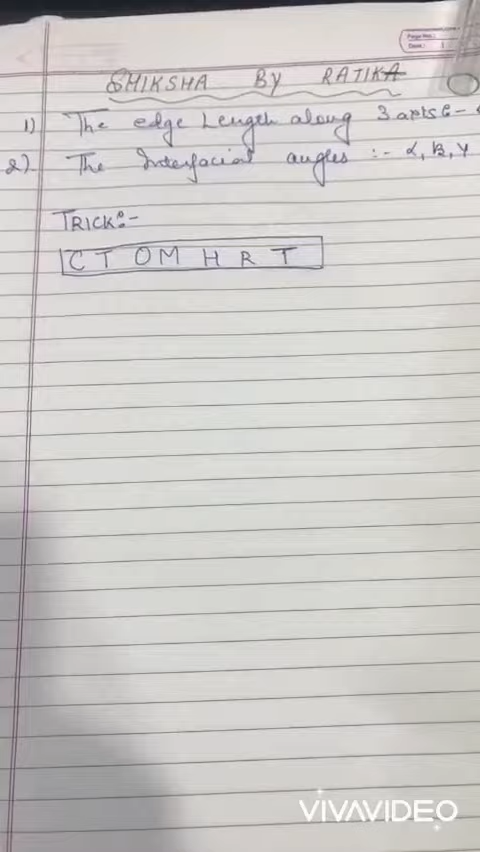 SHIKSHA BY RATIKA
1) The edge Length along 3 axis :-
2) The Interfacial angles :- α, β, γ
TRICK:-
C T O M H R T
VIVAVIDEO